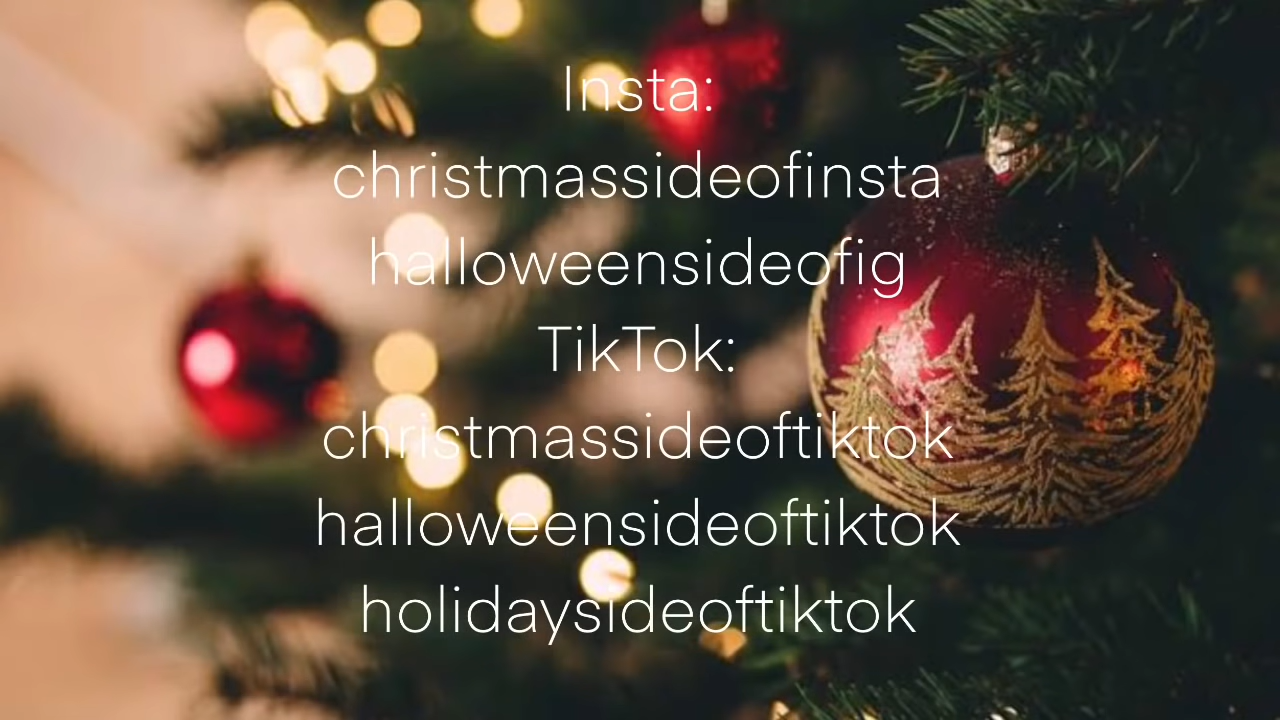 Insta:
christmassideofinsta
halloweensideofig
TikTok:
christmassideoftiktok
halloweensideoftiktok
holidaysideoftiktok